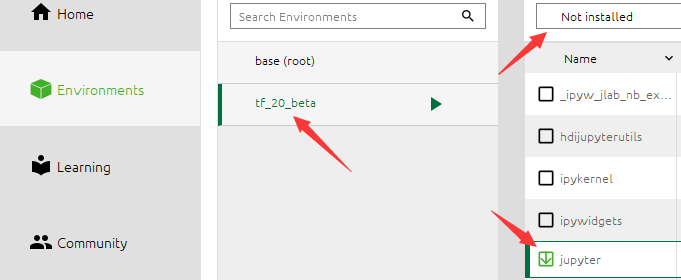 Home
Environments
Learning
Community
Search Environments
base (root)
tf_20_beta
Not installed
Name
_ipyw_jlab_nb_ex...
hdijupyterutils
ipykernel
ipywidgets
jupyter